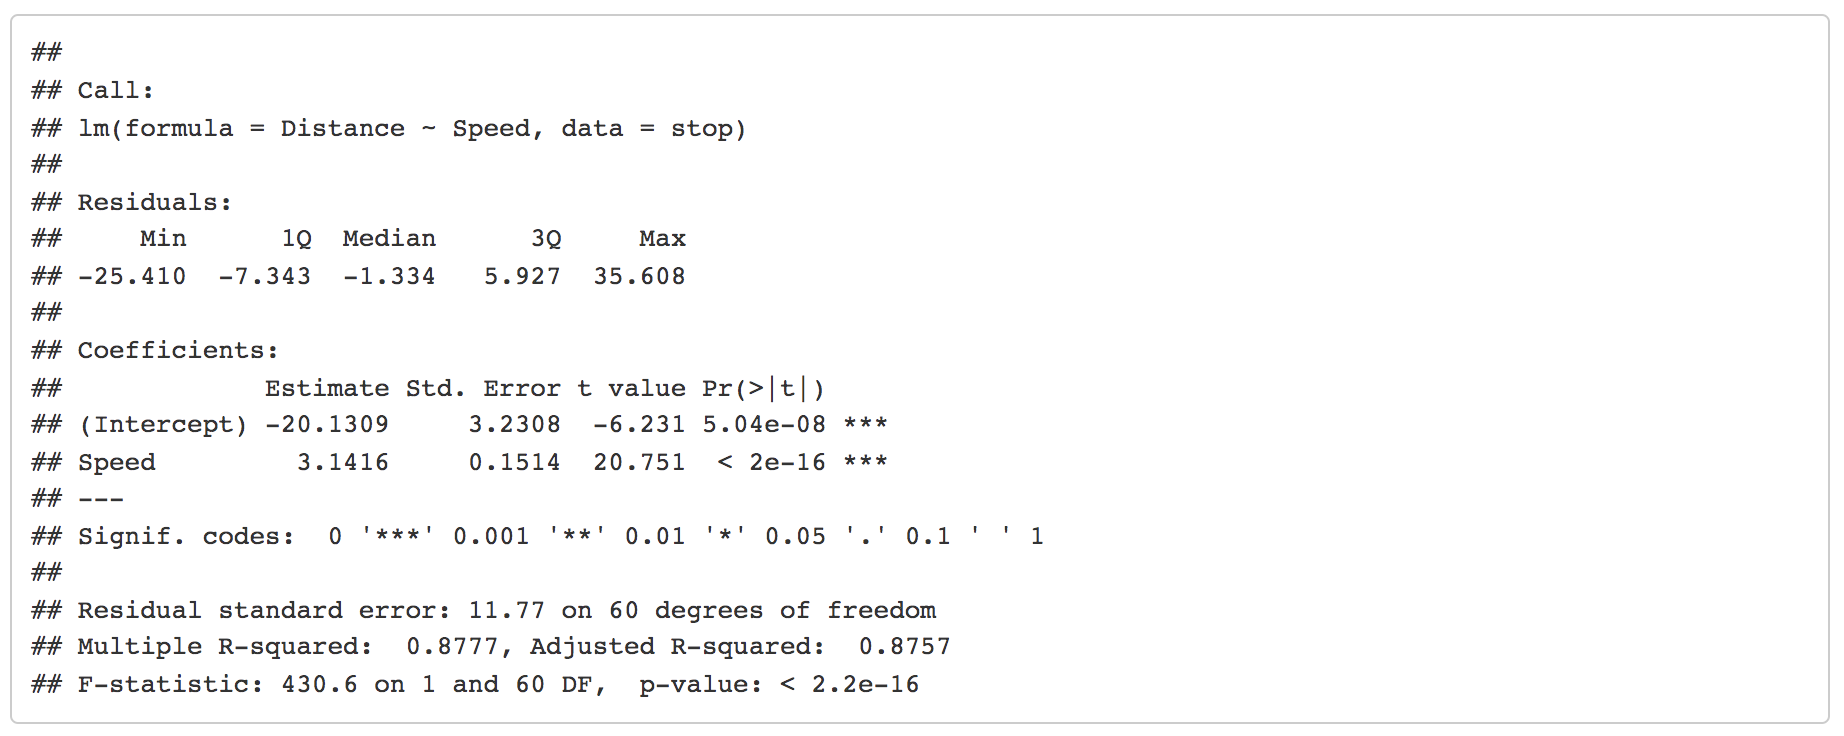 ##
## Call:
## lm(formula = Distance ~ Speed, data = stop)
##
## Residuals:
##     Min      1Q  Median      3Q     Max
## -25.410  -7.343  -1.334   5.927  35.608
##
## Coefficients:
##             Estimate Std. Error t value Pr(>|t|)
## (Intercept) -20.1309     3.2308  -6.231 5.04e-08 ***
## Speed         3.1416     0.1514  20.751  < 2e-16 ***
## ---
## Signif. codes:  0 '***' 0.001 '**' 0.01 '*' 0.05 '.' 0.1 ' ' 1
##
## Residual standard error: 11.77 on 60 degrees of freedom
## Multiple R-squared:  0.8777, Adjusted R-squared:  0.8757
## F-statistic: 430.6 on 1 and 60 DF,  p-value: < 2.2e-16